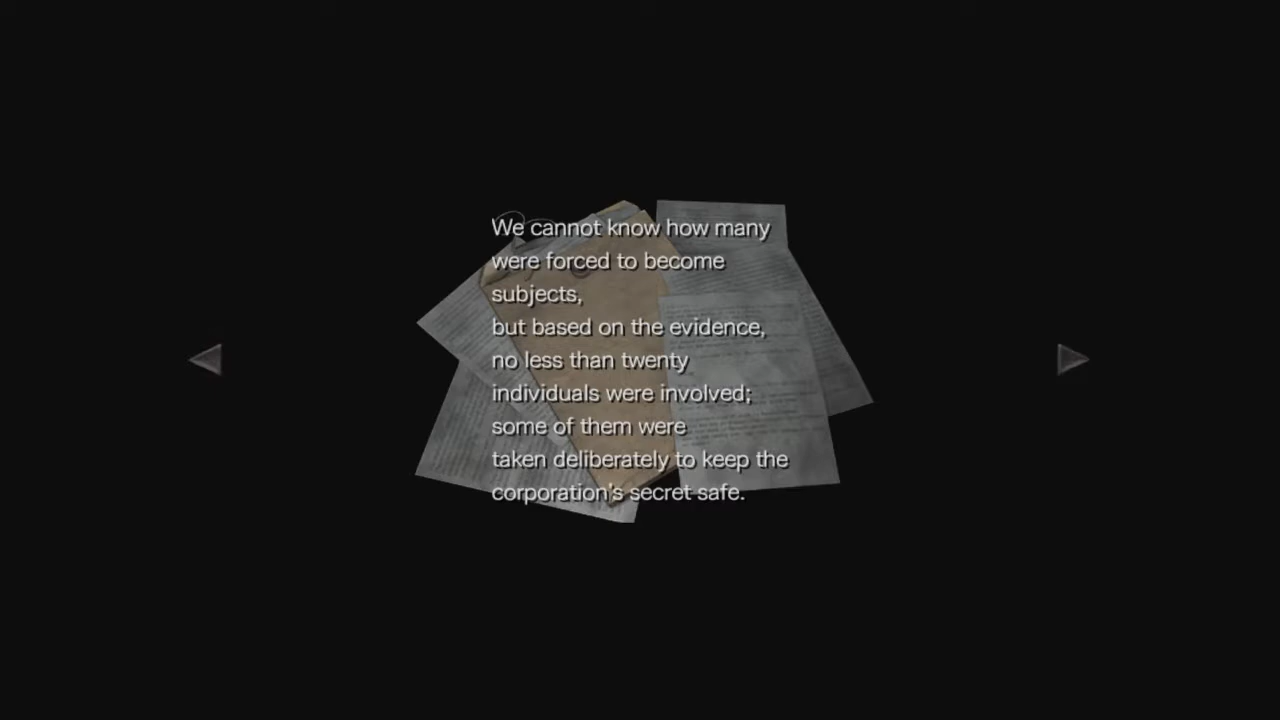 We cannot know how many
were forced to become
subjects,
but based on the evidence,
no less than twenty
individuals were involved;
some of them were
taken deliberately to keep the
corporation's secret safe.